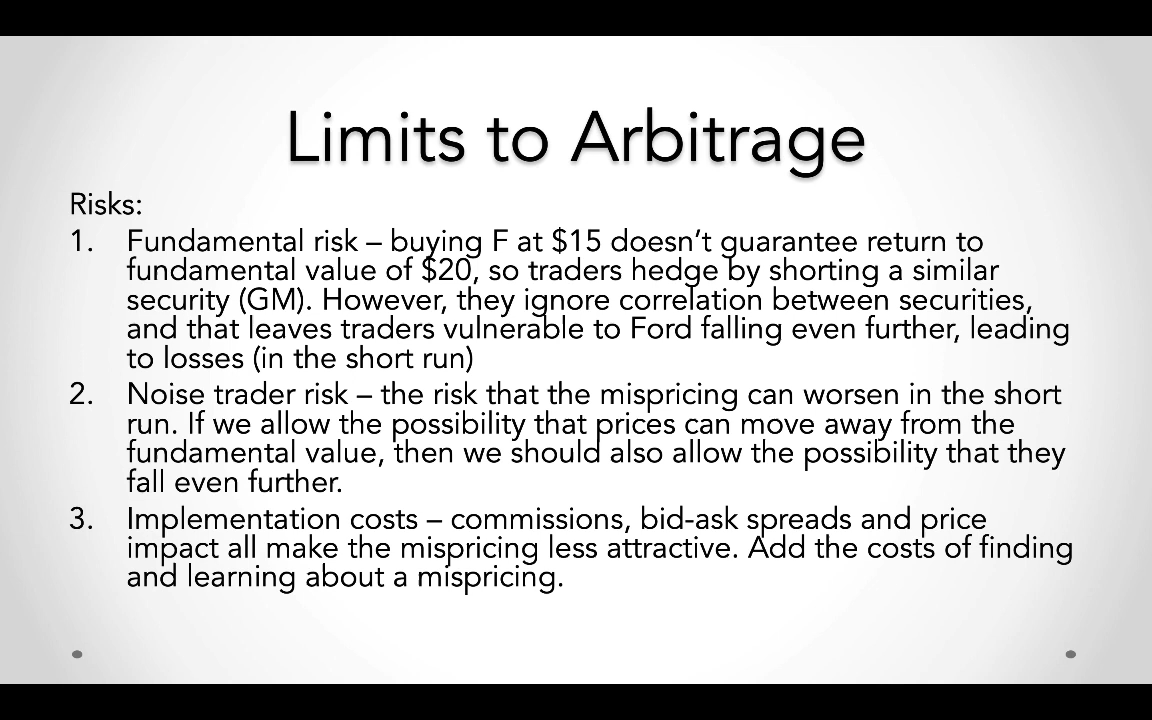 Limits to Arbitrage
Risks:
1. Fundamental risk – buying F at $15 doesn’t guarantee return to
fundamental value of $20, so traders hedge by shorting a similar
security (GM). However, they ignore correlation between securities,
and that leaves traders vulnerable to Ford falling even further, leading
to losses (in the short run)
2. Noise trader risk – the risk that the mispricing can worsen in the short
run. If we allow the possibility that prices can move away from the
fundamental value, then we should also allow the possibility that they
fall even further.
3. Implementation costs – commissions, bid-ask spreads and price
impact all make the mispricing less attractive. Add the costs of finding
and learning about a mispricing.